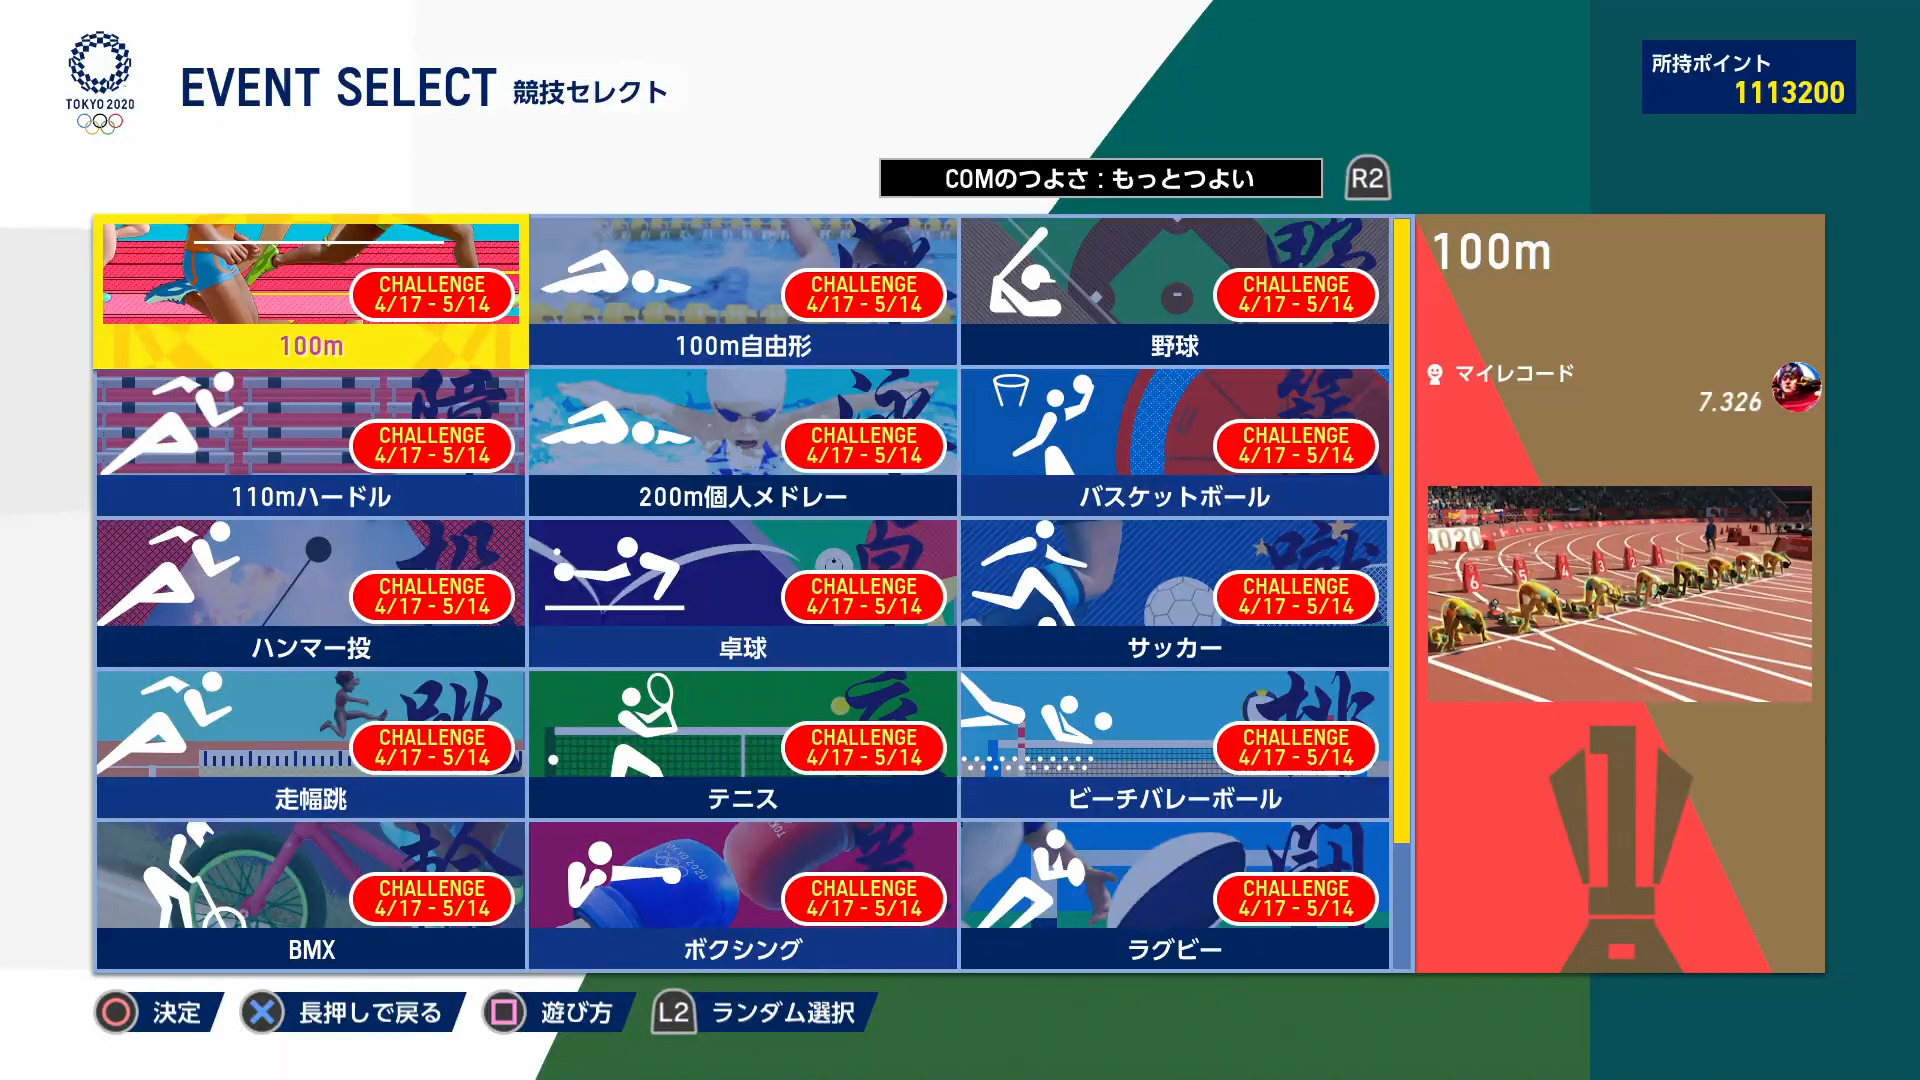 TOKYO 2020
EVENT SELECT 競技セレクト
所持ポイント
1113200
COMのつよさ : もっとつよい
R2
CHALLENGE
4/17 - 5/14
100m
CHALLENGE
4/17 - 5/14
100m自由形
CHALLENGE
4/17 - 5/14
野球
CHALLENGE
4/17 - 5/14
110mハードル
CHALLENGE
4/17 - 5/14
200m個人メドレー
CHALLENGE
4/17 - 5/14
バスケットボール
CHALLENGE
4/17 - 5/14
ハンマー投
CHALLENGE
4/17 - 5/14
卓球
CHALLENGE
4/17 - 5/14
サッカー
CHALLENGE
4/17 - 5/14
走幅跳
CHALLENGE
4/17 - 5/14
テニス
CHALLENGE
4/17 - 5/14
ビーチバレーボール
CHALLENGE
4/17 - 5/14
BMX
TOKYO 2020
CHALLENGE
4/17 - 5/14
ボクシング
CHALLENGE
4/17 - 5/14
ラグビー
100m
マイレコード
7.326
2020
6 5 4 3 2 1
1
決定
長押しで戻る
遊び方
L2 ランダム選択